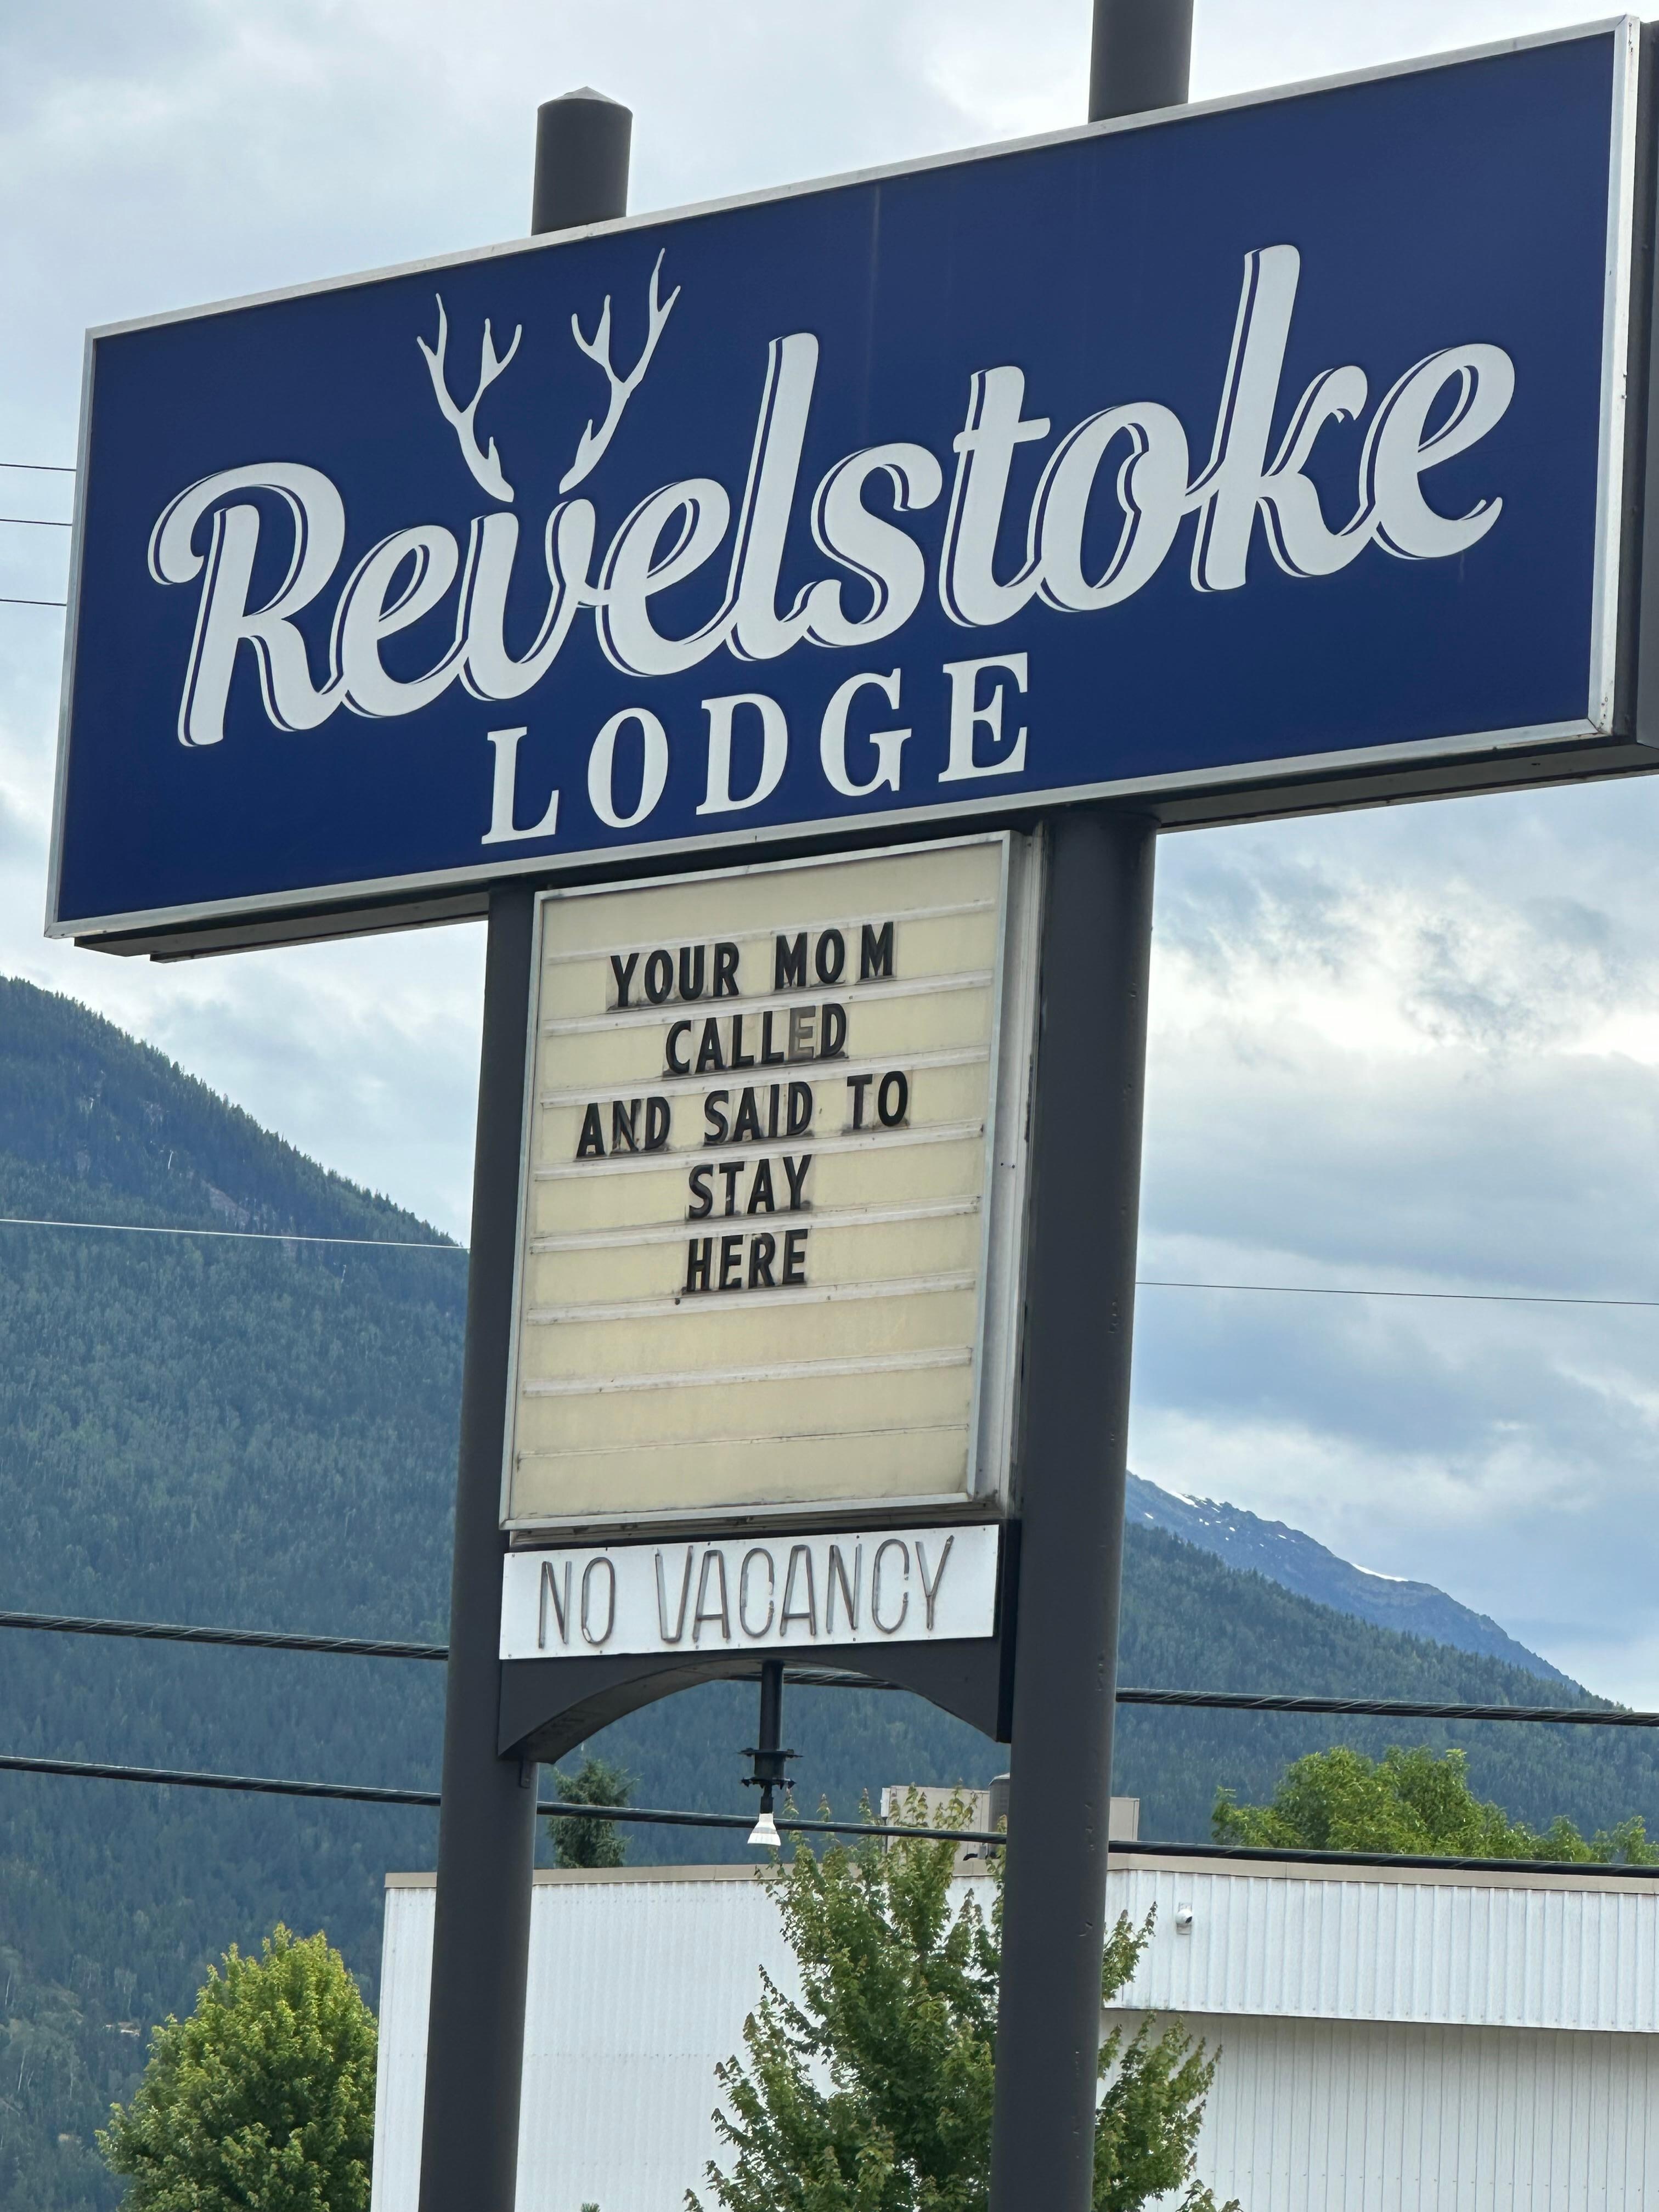 Revelstoke
LODGE
YOUR MOM
CALLED
AND SAID TO
STAY
HERE
NO VACANCY